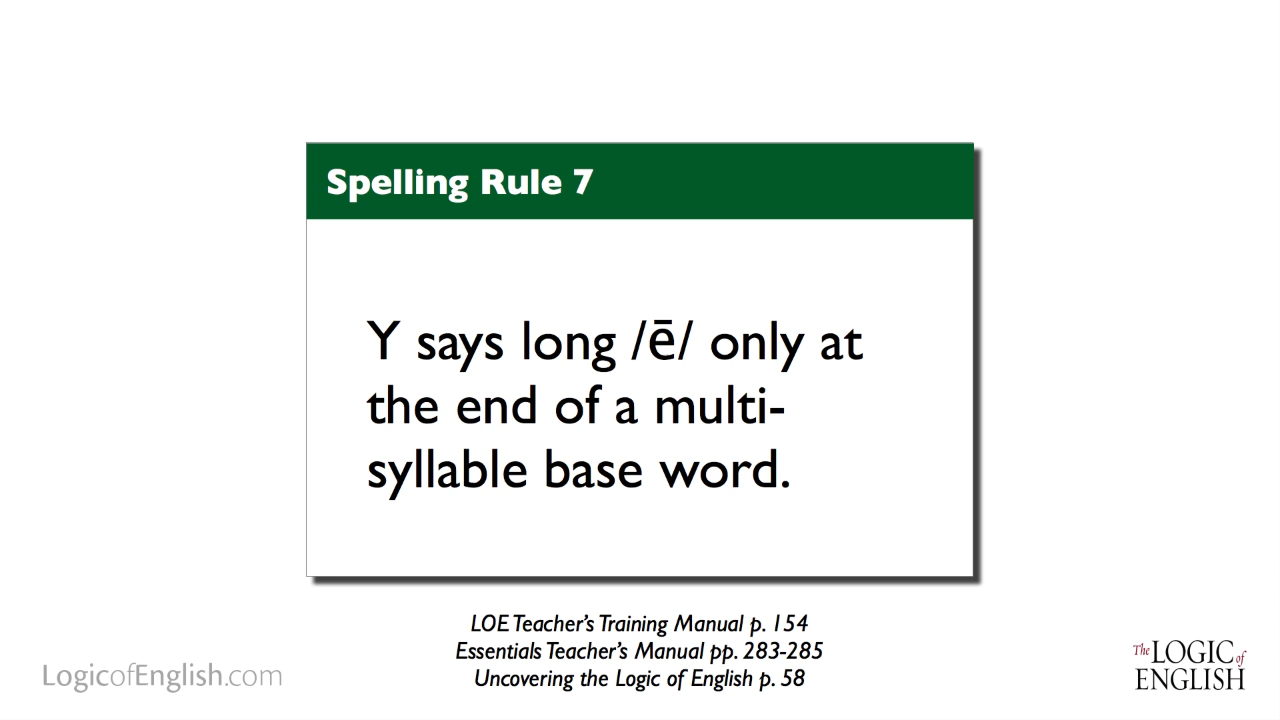 Spelling Rule 7
Y says long /ē/ only at
the end of a multi-
syllable base word.
LOE Teacher's Training Manual p. 154
Essentials Teacher's Manual pp. 283-285
Uncovering the Logic of English p. 58
LogicofEnglish.com
The LOGIC of
ENGLISH